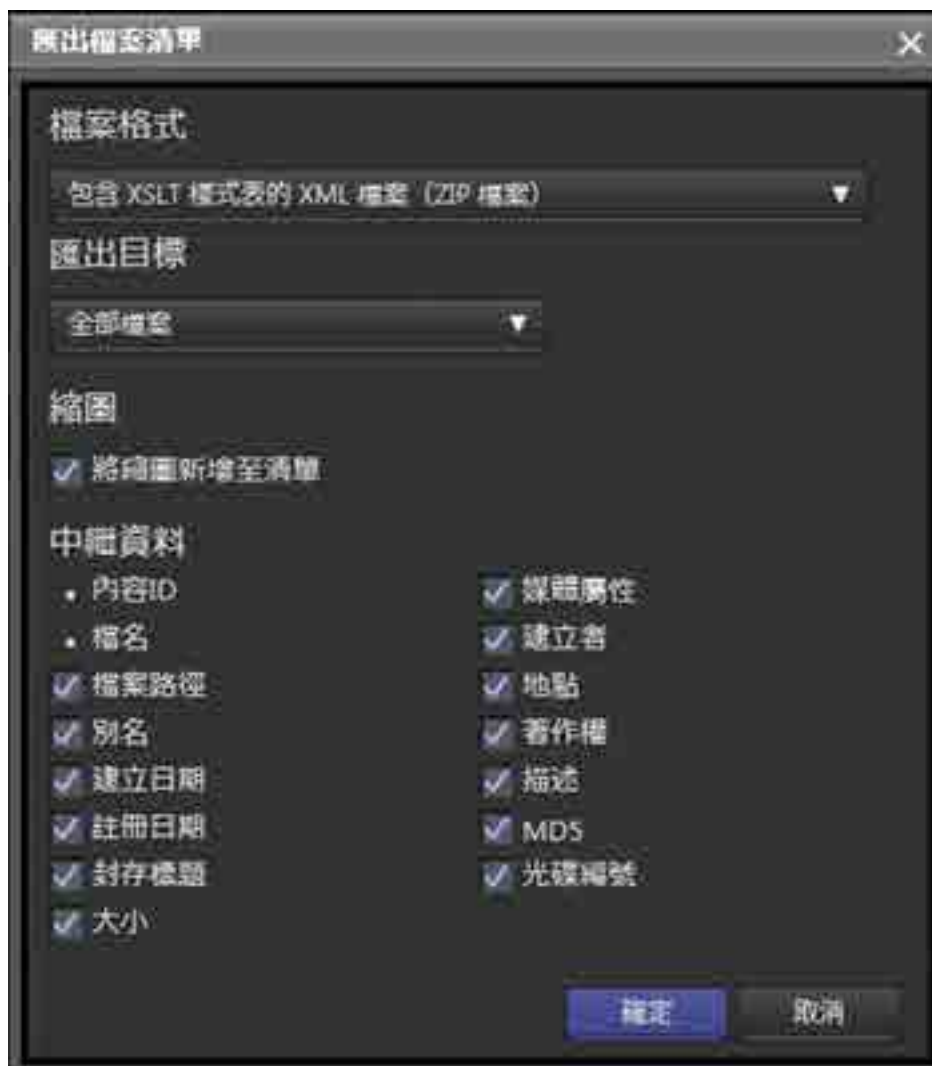 匯出檔案清單
檔案格式
包含 XSLT 樣式表的 XML 檔案（ZIP 檔案）
匯出目標
全部檔案
縮圖
將縮圖新增至清單
中繼資料
• 內容ID
• 檔名
檔案路徑
別名
建立日期
註冊日期
封存標題
大小
媒體屬性
建立者
地點
著作權
描述
MD5
光碟編號
確定
取消